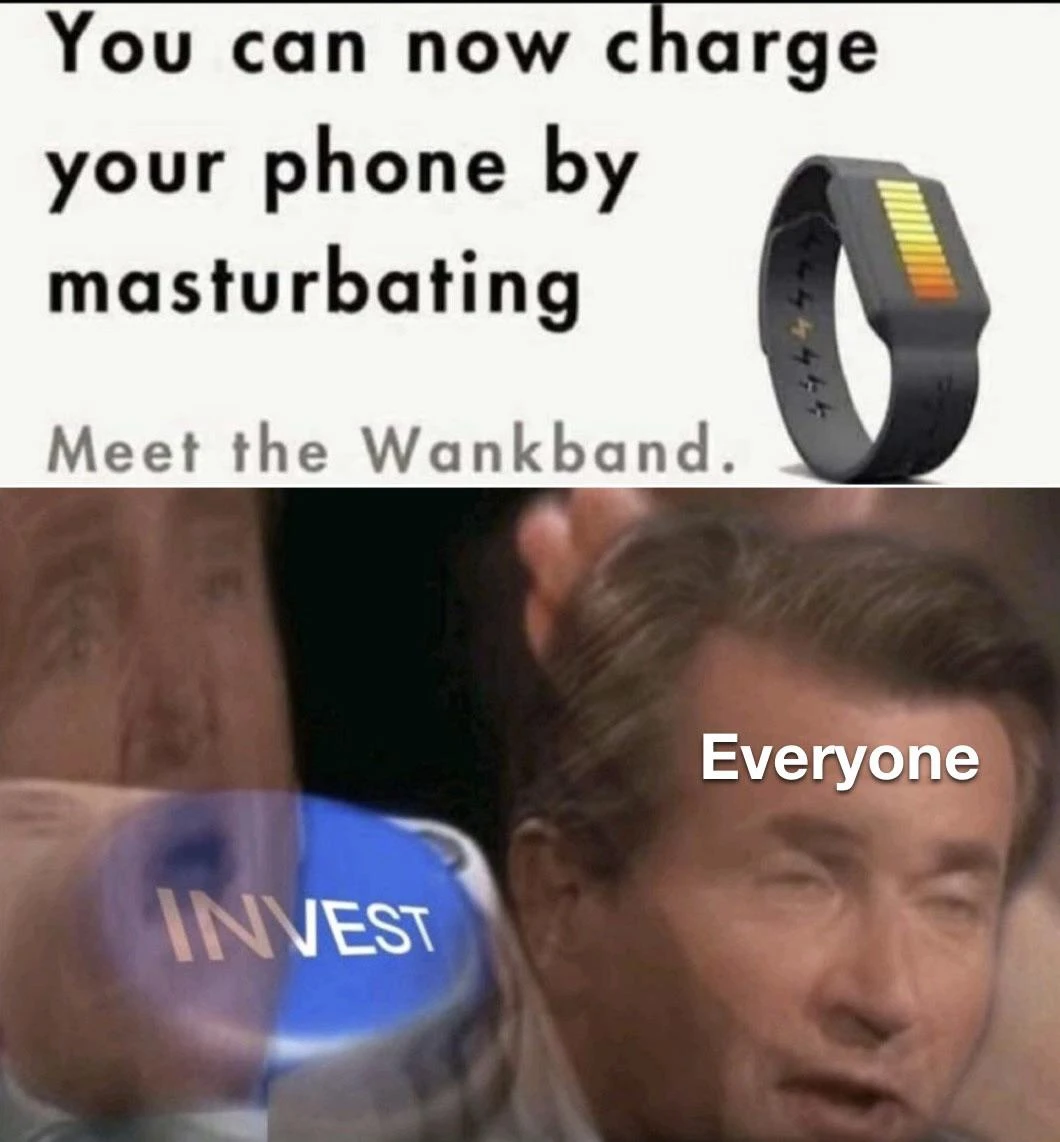 You can now charge
your phone by
masturbating
Meet the Wankband.
Everyone
INVEST